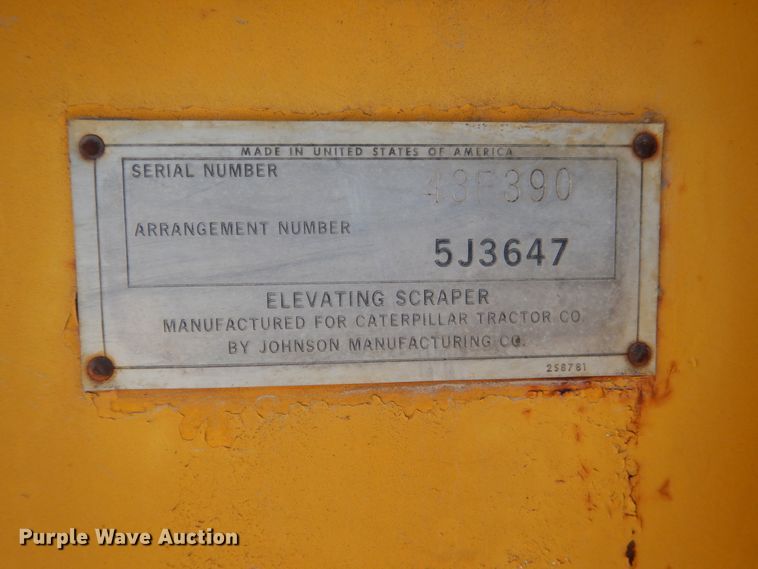 MADE IN UNITED STATES OF AMERICA
SERIAL NUMBER 43F390
ARRANGEMENT NUMBER 5J3647
ELEVATING SCRAPER
MANUFACTURED FOR CATERPILLAR TRACTOR CO.
BY JOHNSON MANUFACTURING CO.
2S8781
Purple Wave Auction